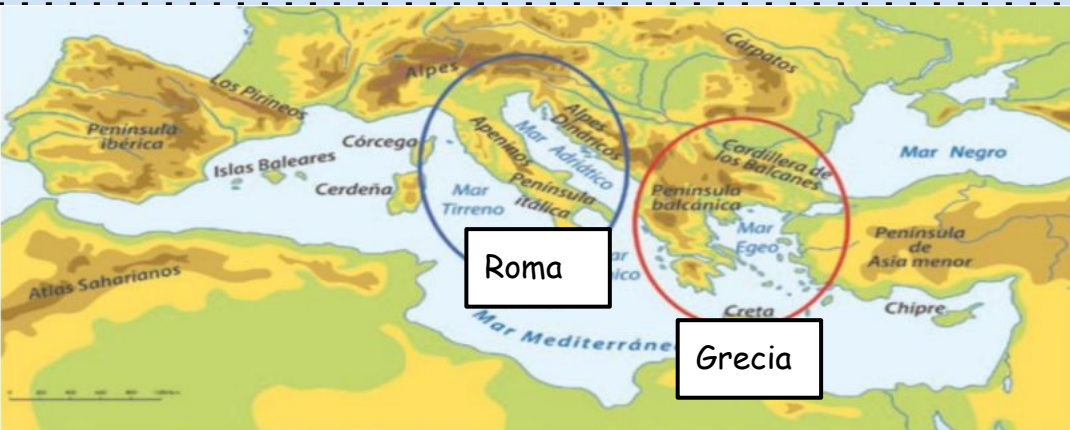 Cárpatos
Alpes
Los Pirineos
Península
ibérica
Alpes
Dináricos
Apeninos
Mar Adriático
Córcega
Islas Baleares
Cerdeña
Mar
Tirreno
Península
itálica
Cordillera de
los Balcanes
Península
balcánica
Mar Negro
Mar
Egeo
Península
de
Asia menor
Atlas Saharianos
Roma
Creta
Chipre
Mar
Grecia